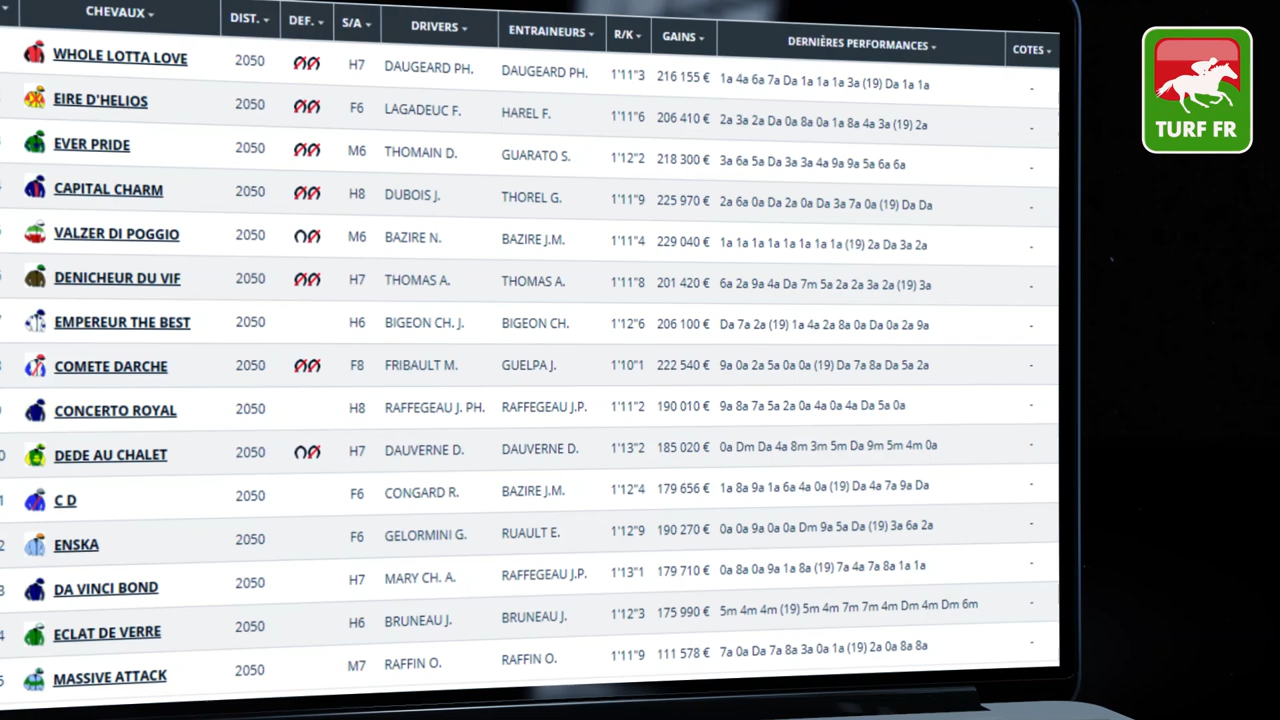 CHEVAUX DIST. DEF. S/A DRIVERS ENTRAINEURS R/K GAINS DERNIÈRES PERFORMANCES COTES
WHOLE LOTTA LOVE 2050 H7 DAUGEARD PH. DAUGEARD PH. 1'11"3 216 155 € 1a 4a 6a 7a Da 1a 1a 1a 3a (19) Da 1a 1a -
EIRE D'HELIOS 2050 F6 LAGADEUC F. HAREL F. 1'11"6 206 410 € 2a 3a 2a Da 0a 8a 0a 1a 8a 4a 3a (19) 2a -
EVER PRIDE 2050 M6 THOMAIN D. GUARATO S. 1'12"2 218 300 € 3a 6a 5a Da 3a 3a 4a 9a 9a 5a 6a 6a -
CAPITAL CHARM 2050 H8 DUBOIS J. THOREL G. 1'11"9 225 970 € 2a 6a 0a Da 2a 0a Da 3a 7a 0a (19) Da Da -
VALZER DI POGGIO 2050 M6 BAZIRE N. BAZIRE J.M. 1'11"4 229 040 € 1a 1a 1a 1a 1a 1a 1a 1a (19) 2a Da 3a 2a -
DENICHEUR DU VIF 2050 H7 THOMAS A. THOMAS A. 1'11"8 201 420 € 6a 2a 9a 4a Da 7m 5a 2a 2a 3a 2a (19) 3a -
EMPEREUR THE BEST 2050 H6 BIGEON CH. J. BIGEON CH. 1'12"6 206 100 € Da 7a 2a (19) 1a 4a 2a 8a 0a Da 0a 2a 9a -
COMETE DARCHE 2050 F8 FRIBAULT M. GUELPA J. 1'10"1 222 540 € 9a 0a 2a 5a 0a 0a (19) Da 7a 8a Da 5a 2a -
CONCERTO ROYAL 2050 H8 RAFFEGEAU J. PH. RAFFEGEAU J.P. 1'11"2 190 010 € 9a 8a 7a 5a 2a 0a 4a 0a 4a Da 5a 0a -
0 DEDE AU CHALET 2050 H7 DAUVERNE D. DAUVERNE D. 1'13"2 185 020 € 0a Dm Da 4a 8m 3m 5m Da 9m 5m 4m 0a -
1 C D 2050 F6 CONGARD R. BAZIRE J.M. 1'12"4 179 656 € 1a 8a 9a 1a 6a 4a 0a (19) Da 4a 7a 9a Da -
2 ENSKA 2050 F6 GELORMINI G. RUAULT E. 1'12"9 190 270 € 0a 0a 9a 0a 0a Dm 9a 5a Da (19) 3a 6a 2a -
3 DA VINCI BOND 2050 H7 MARY CH. A. RAFFEGEAU J.P. 1'13"1 179 710 € 0a 8a 0a 9a 1a 8a (19) 7a 4a 7a 8a 1a 1a -
4 ECLAT DE VERRE 2050 H6 BRUNEAU J. BRUNEAU J. 1'12"3 175 990 € 5m 4m 4m (19) 5m 4m 7m 7m 4m Dm 4m Dm 6m -
5 MASSIVE ATTACK 2050 M7 RAFFIN O. RAFFIN O. 1'11"9 111 578 € 7a 0a Da 7a 8a 3a 0a 1a (19) 2a 0a 8a 8a -
TURF FR